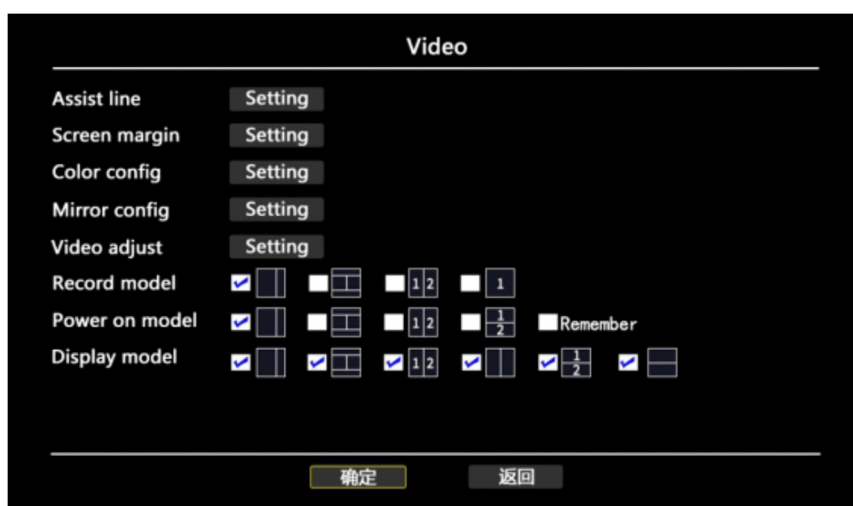 Video
Assist line Setting
Screen margin Setting
Color config Setting
Mirror config Setting
Video adjust Setting
Record model 1 2 1
Power on model 1 2 1 2 Remember
Display model 1 2 1 2
确定 返回